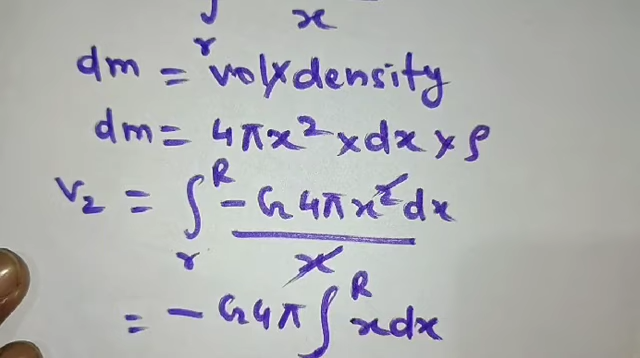 ∫ᵣ x
dm = vol×density
dm = 4πx² × dx × ρ
V₂ = ∫ᵣᴿ -G4πx²dx / x
= -G4π ∫ᴿ xdx